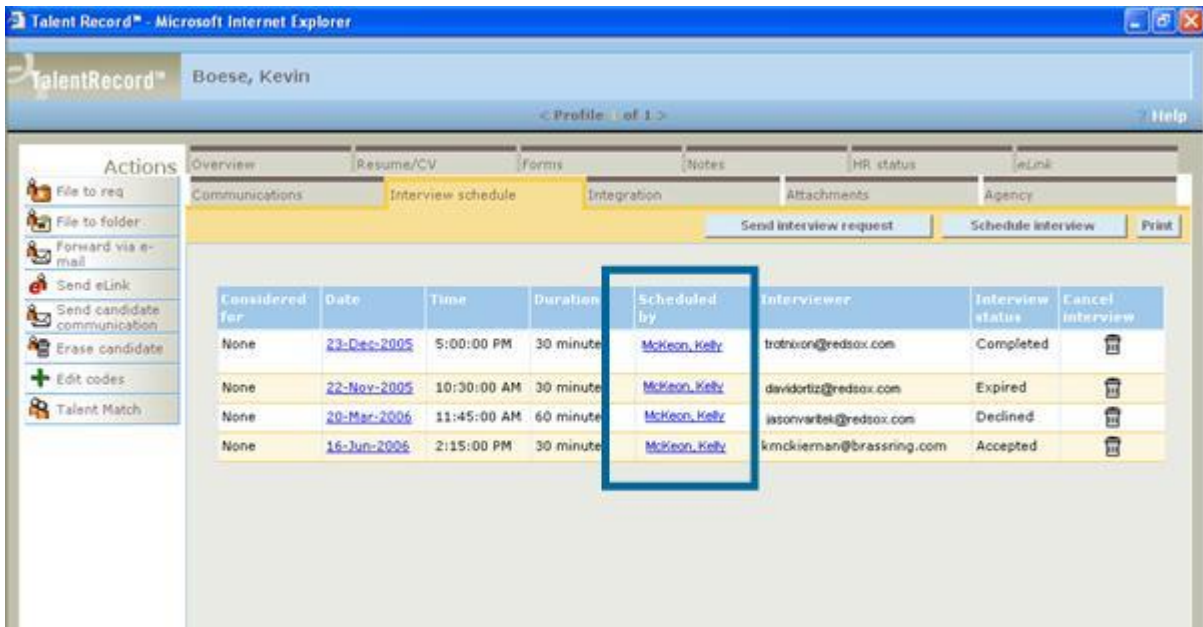 Talent Record™ - Microsoft Internet Explorer
TalentRecord™ Boese, Kevin
< Profile 1 of 1 >
? Help
Actions
File to req
File to folder
Forward via e-
mail
Send eLink
Send candidate
communication
Erase candidate
Edit codes
Talent Match
Overview Resume/CV Forms Notes HR status eLink
Communications Interview schedule Integration Attachments Agency
Send interview request Schedule interview Print
Considered for Date Time Duration Scheduled by Interviewer Interview status Cancel interview
None 23-Dec-2005 5:00:00 PM 30 minute McKeon, Kelly trotnixon@redsox.com Completed
None 22-Nov-2005 10:30:00 AM 30 minute McKeon, Kelly davidortiz@redsox.com Expired
None 20-Mar-2006 11:45:00 AM 60 minute McKeon, Kelly jasonvaritek@redsox.com Declined
None 16-Jun-2006 2:15:00 PM 30 minute McKeon, Kelly kmckiernan@brassring.com Accepted